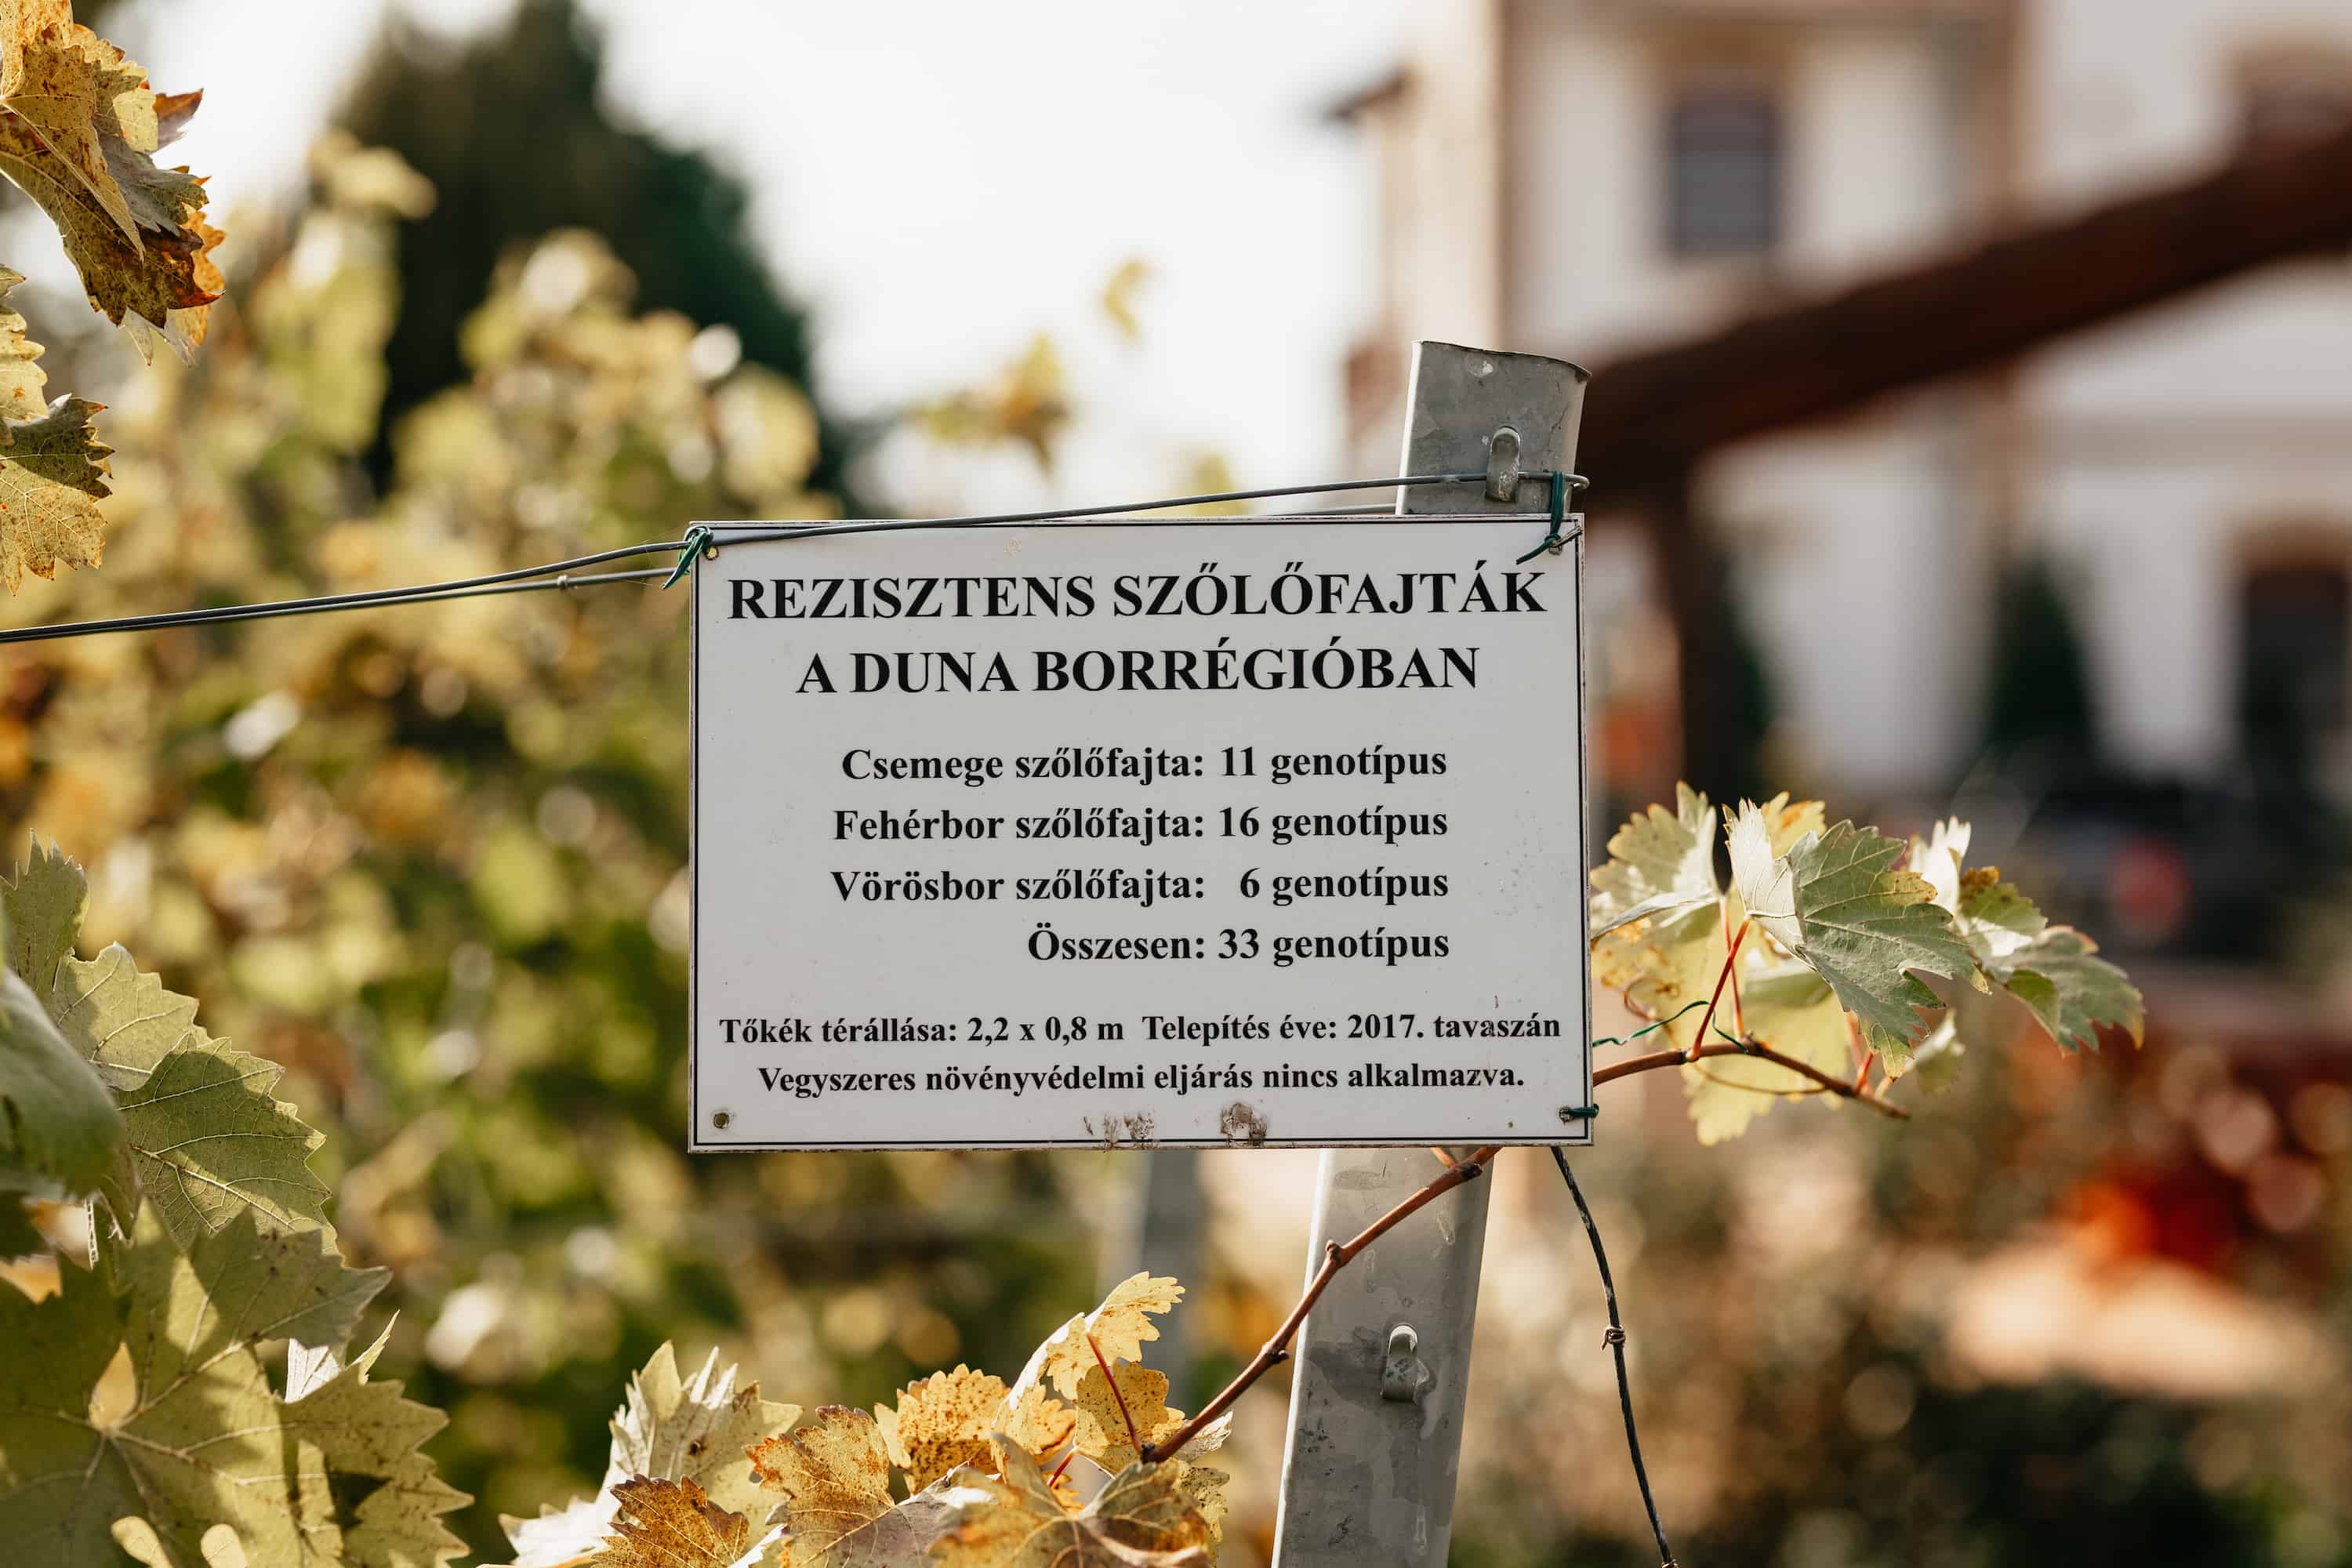 REZISZTENS SZŐLŐFAJTÁK
A DUNA BORRÉGIÓBAN
Csemege szőlőfajta: 11 genotípus
Fehérbor szőlőfajta: 16 genotípus
Vörösbor szőlőfajta: 6 genotípus
Összesen: 33 genotípus
Tőkék térállása: 2,2 x 0,8 m Telepítés éve: 2017. tavaszán
Vegyszeres növényvédelmi eljárás nincs alkalmazva.